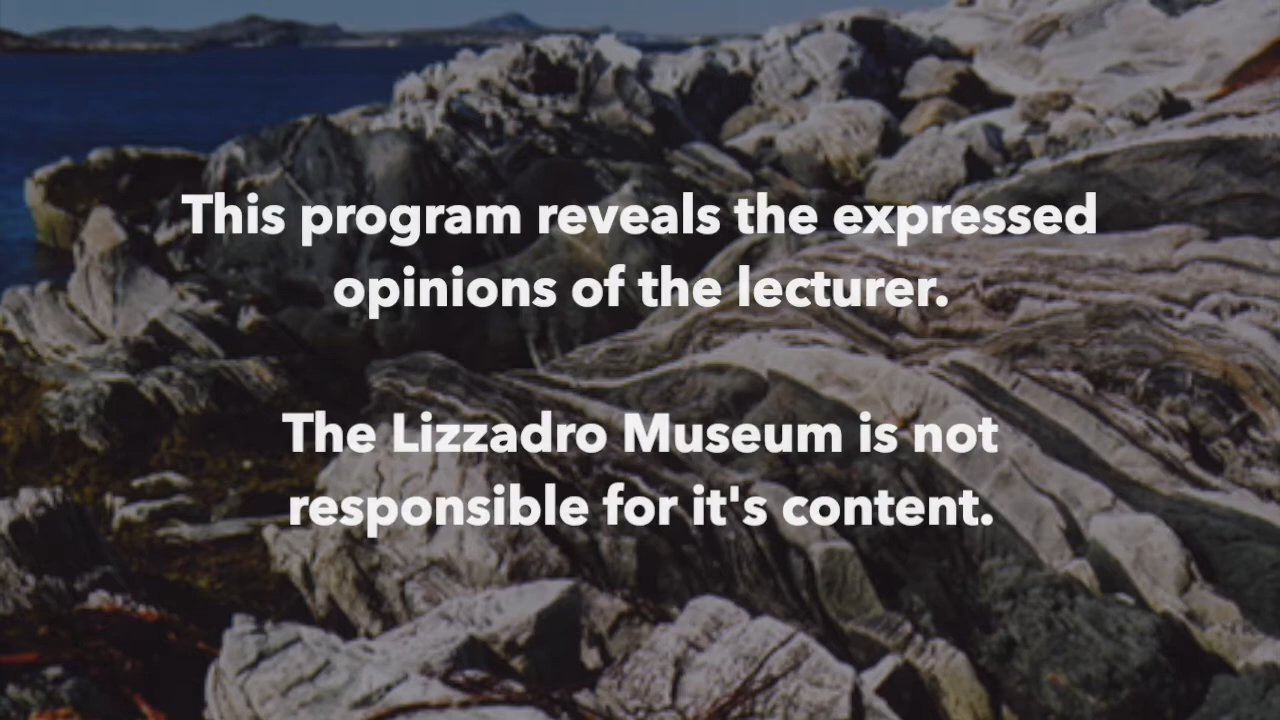 This program reveals the expressed
opinions of the lecturer.
The Lizzadro Museum is not
responsible for it's content.